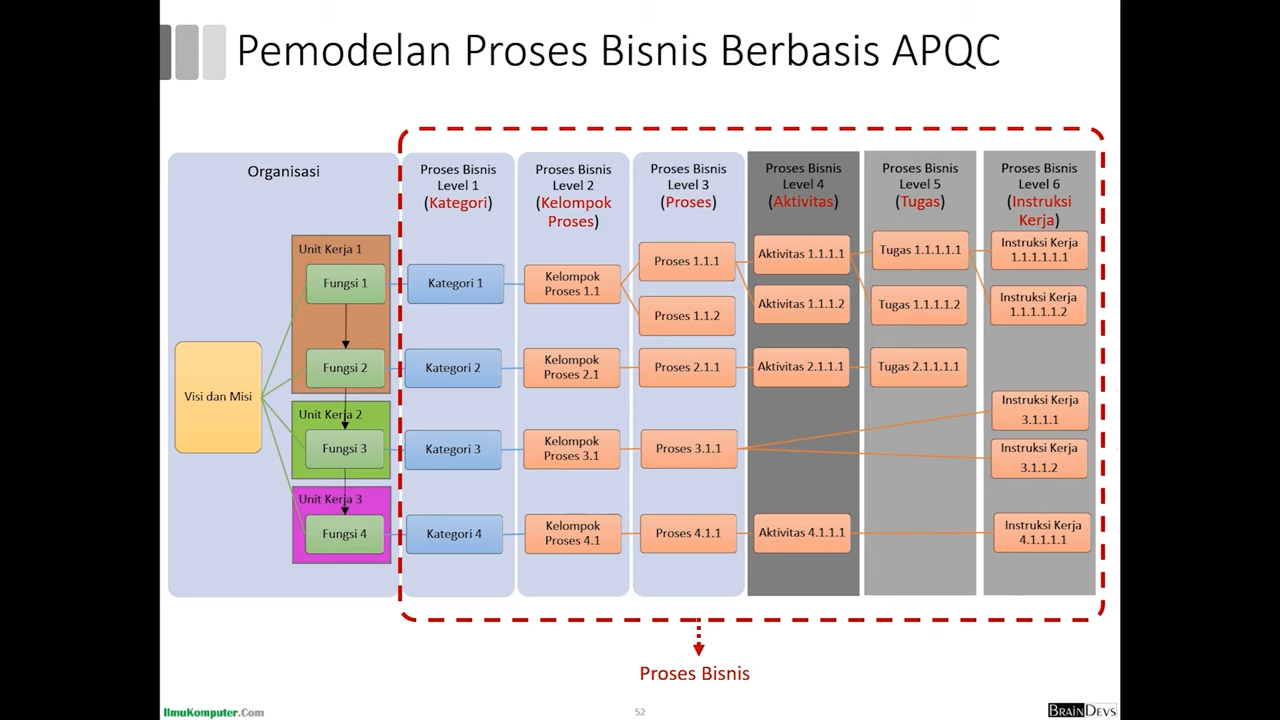 Pemodelan Proses Bisnis Berbasis APQC
Organisasi
Visi dan Misi
Unit Kerja 1
Fungsi 1
Fungsi 2
Unit Kerja 2
Fungsi 3
Unit Kerja 3
Fungsi 4
Proses Bisnis
Level 1
(Kategori)
Kategori 1
Kategori 2
Kategori 3
Kategori 4
Proses Bisnis
Level 2
(Kelompok
Proses)
Kelompok
Proses 1.1
Kelompok
Proses 2.1
Kelompok
Proses 3.1
Kelompok
Proses 4.1
Proses Bisnis
Level 3
(Proses)
Proses 1.1.1
Proses 1.1.2
Proses 2.1.1
Proses 3.1.1
Proses 4.1.1
Proses Bisnis
Level 4
(Aktivitas)
Aktivitas 1.1.1.1
Aktivitas 1.1.1.2
Aktivitas 2.1.1.1
Aktivitas 4.1.1.1
Proses Bisnis
Level 5
(Tugas)
Tugas 1.1.1.1.1
Tugas 1.1.1.1.2
Tugas 2.1.1.1.1
Proses Bisnis
Level 6
(Instruksi
Kerja)
Instruksi Kerja
1.1.1.1.1.1
Instruksi Kerja
1.1.1.1.1.2
Instruksi Kerja
3.1.1.1
Instruksi Kerja
3.1.1.2
Instruksi Kerja
4.1.1.1.1
Proses Bisnis
IlmuKomputer.Com
52
BRAINDEVS